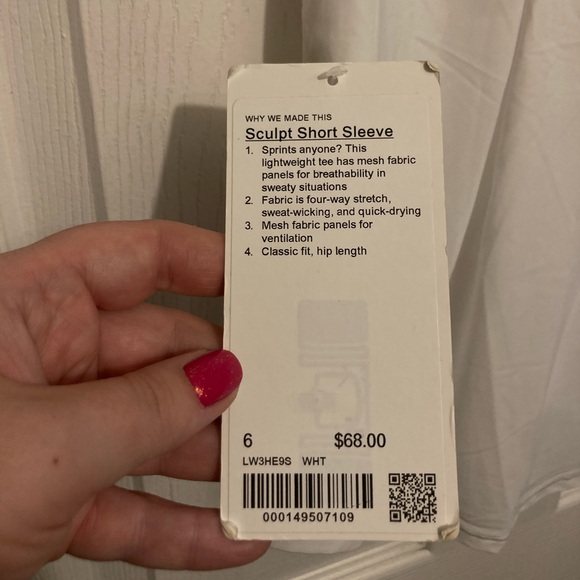 WHY WE MADE THIS
Sculpt Short Sleeve
1. Sprints anyone? This
lightweight tee has mesh fabric
panels for breathability in
sweaty situations
2. Fabric is four-way stretch,
sweat-wicking, and quick-drying
3. Mesh fabric panels for
ventilation
4. Classic fit, hip length
6 $68.00
LW3HE9S WHT
000149507109